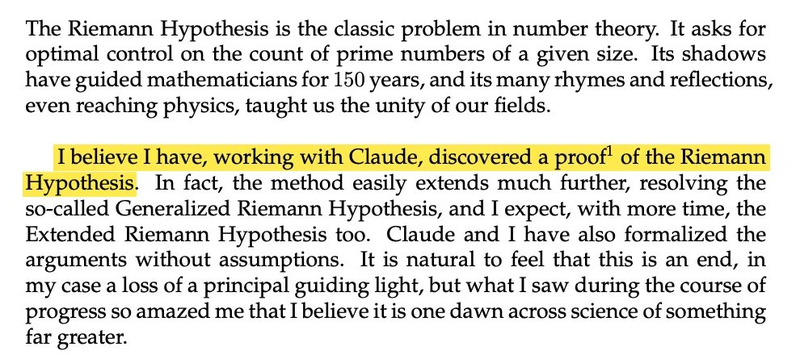 The Riemann Hypothesis is the classic problem in number theory. It asks for
optimal control on the count of prime numbers of a given size. Its shadows
have guided mathematicians for 150 years, and its many rhymes and reflections,
even reaching physics, taught us the unity of our fields.
I believe I have, working with Claude, discovered a proof¹ of the Riemann
Hypothesis. In fact, the method easily extends much further, resolving the
so-called Generalized Riemann Hypothesis, and I expect, with more time, the
Extended Riemann Hypothesis too. Claude and I have also formalized the
arguments without assumptions. It is natural to feel that this is an end, in
my case a loss of a principal guiding light, but what I saw during the course of
progress so amazed me that I believe it is one dawn across science of something
far greater.